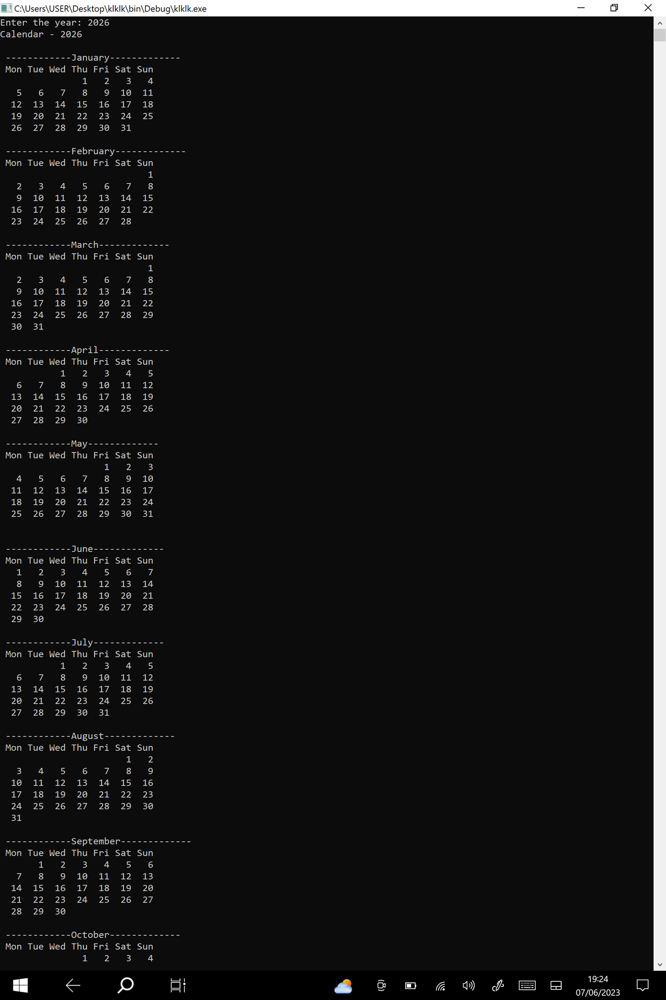 C:\Users\USER\Desktop\klklk\bin\Debug\klklk.exe
Enter the year: 2026
Calendar - 2026
------------January-------------
Mon Tue Wed Thu Fri Sat Sun
1 2 3 4
5 6 7 8 9 10 11
12 13 14 15 16 17 18
19 20 21 22 23 24 25
26 27 28 29 30 31
------------February-------------
Mon Tue Wed Thu Fri Sat Sun
1
2 3 4 5 6 7 8
9 10 11 12 13 14 15
16 17 18 19 20 21 22
23 24 25 26 27 28
------------March-------------
Mon Tue Wed Thu Fri Sat Sun
1
2 3 4 5 6 7 8
9 10 11 12 13 14 15
16 17 18 19 20 21 22
23 24 25 26 27 28 29
30 31
------------April-------------
Mon Tue Wed Thu Fri Sat Sun
1 2 3 4 5
6 7 8 9 10 11 12
13 14 15 16 17 18 19
20 21 22 23 24 25 26
27 28 29 30
------------May-------------
Mon Tue Wed Thu Fri Sat Sun
1 2 3
4 5 6 7 8 9 10
11 12 13 14 15 16 17
18 19 20 21 22 23 24
25 26 27 28 29 30 31
------------June-------------
Mon Tue Wed Thu Fri Sat Sun
1 2 3 4 5 6 7
8 9 10 11 12 13 14
15 16 17 18 19 20 21
22 23 24 25 26 27 28
29 30
------------July-------------
Mon Tue Wed Thu Fri Sat Sun
1 2 3 4 5
6 7 8 9 10 11 12
13 14 15 16 17 18 19
20 21 22 23 24 25 26
27 28 29 30 31
------------August-------------
Mon Tue Wed Thu Fri Sat Sun
1 2
3 4 5 6 7 8 9
10 11 12 13 14 15 16
17 18 19 20 21 22 23
24 25 26 27 28 29 30
31
------------September-------------
Mon Tue Wed Thu Fri Sat Sun
1 2 3 4 5 6
7 8 9 10 11 12 13
14 15 16 17 18 19 20
21 22 23 24 25 26 27
28 29 30
------------October-------------
Mon Tue Wed Thu Fri Sat Sun
1 2 3 4
19:24
07/06/2023